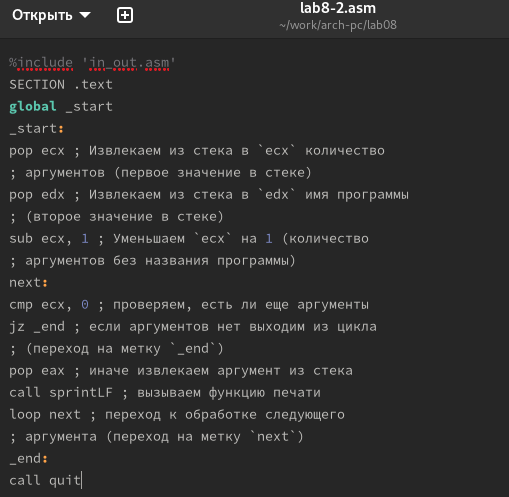 Открыть
lab8-2.asm
~/work/arch-pc/lab08
%include 'in_out.asm'
SECTION .text
global _start
_start:
pop ecx ; Извлекаем из стека в `ecx` количество
; аргументов (первое значение в стеке)
pop edx ; Извлекаем из стека в `edx` имя программы
; (второе значение в стеке)
sub ecx, 1 ; Уменьшаем `ecx` на 1 (количество
; аргументов без названия программы)
next:
cmp ecx, 0 ; проверяем, есть ли еще аргументы
jz _end ; если аргументов нет выходим из цикла
; (переход на метку `_end`)
pop eax ; иначе извлекаем аргумент из стека
call sprintLF ; вызываем функцию печати
loop next ; переход к обработке следующего
; аргумента (переход на метку `next`)
_end:
call quit